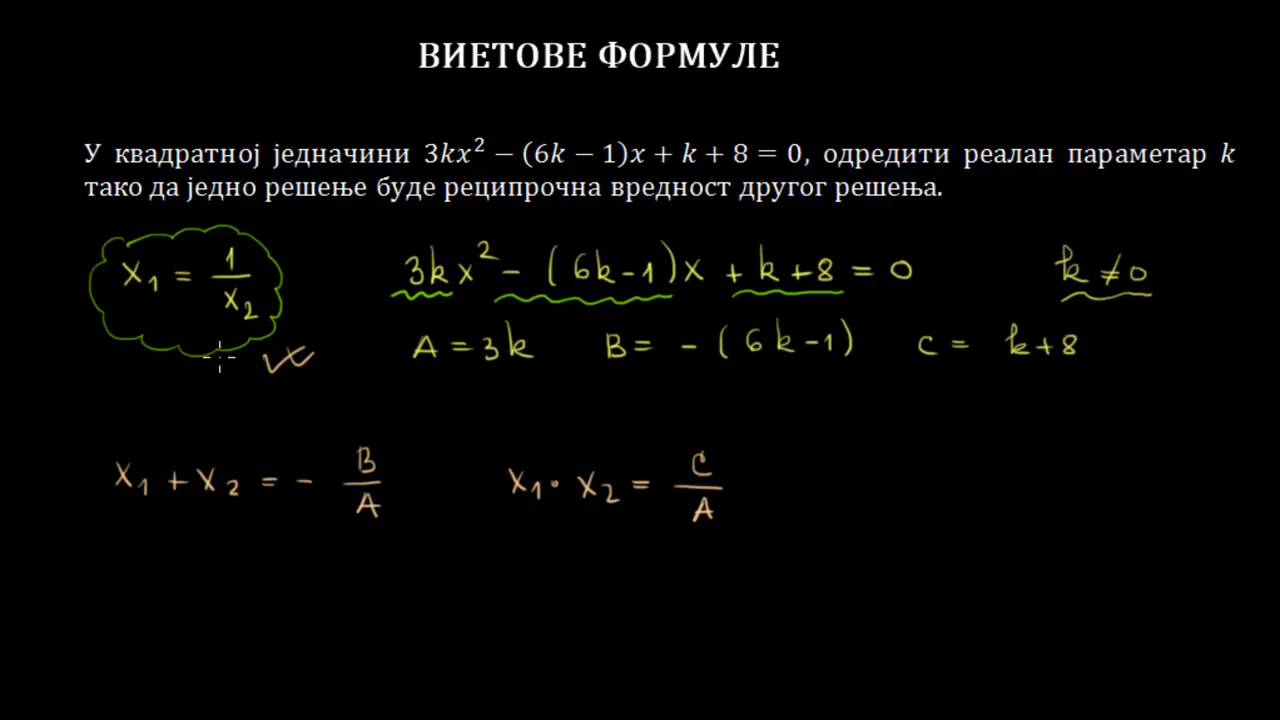 ВИЕТОВЕ ФОРМУЛЕ
У квадратној једначини 3kx² − (6k − 1)x + k + 8 = 0, одредити реалан параметар k
тако да једно решење буде реципрочна вредност другог решења.
x₁ = 1/x₂
3kx² − (6k−1)x + k + 8 = 0
k ≠ 0
A = 3k B = − (6k−1) C = k+8
x₁ + x₂ = − B/A x₁ · x₂ = C/A